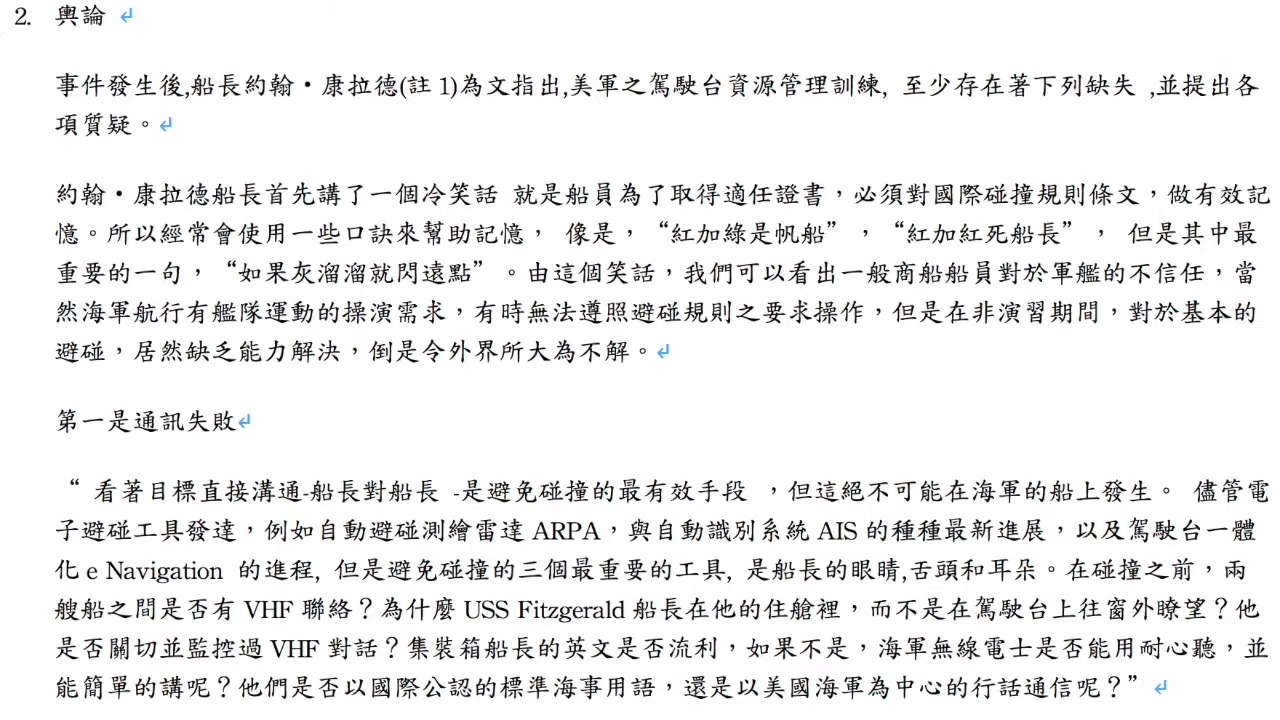 2. 輿論
事件發生後,船長約翰‧康拉德(註 1)為文指出,美軍之駕駛台資源管理訓練, 至少存在著下列缺失 ,並提出各
項質疑。
約翰‧康拉德船長首先講了一個冷笑話 就是船員為了取得適任證書，必須對國際碰撞規則條文，做有效記
憶。所以經常會使用一些口訣來幫助記憶， 像是，“紅加綠是帆船”，“紅加紅死船長”， 但是其中最
重要的一句，“如果灰溜溜就閃遠點”。由這個笑話，我們可以看出一般商船船員對於軍艦的不信任，當
然海軍航行有艦隊運動的操演需求，有時無法遵照避碰規則之要求操作，但是在非演習期間，對於基本的
避碰，居然缺乏能力解決，倒是令外界所大為不解。
第一是通訊失敗
“ 看著目標直接溝通-船長對船長 -是避免碰撞的最有效手段 ，但這絕不可能在海軍的船上發生。 儘管電
子避碰工具發達，例如自動避碰測繪雷達 ARPA，與自動識別系統 AIS 的種種最新進展，以及駕駛台一體
化 e Navigation 的進程, 但是避免碰撞的三個最重要的工具, 是船長的眼睛,舌頭和耳朵。在碰撞之前，兩
艘船之間是否有 VHF 聯絡？為什麼 USS Fitzgerald 船長在他的住艙裡，而不是在駕駛台上往窗外瞭望？他
是否關切並監控過 VHF 對話？集裝箱船長的英文是否流利，如果不是，海軍無線電士是否能用耐心聽，並
能簡單的講呢？他們是否以國際公認的標準海事用語，還是以美國海軍為中心的行話通信呢？”